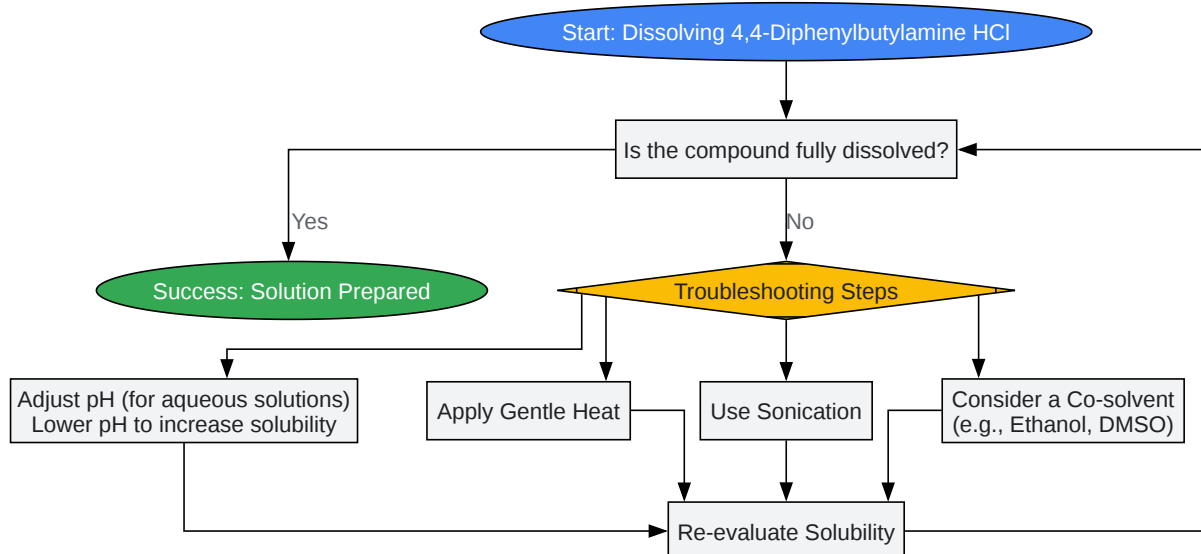 Start: Dissolving 4,4-Diphenylbutylamine HCl
Is the compound fully dissolved?
Yes
No
Success: Solution Prepared
Troubleshooting Steps
Adjust pH (for aqueous solutions)
Lower pH to increase solubility
Apply Gentle Heat
Use Sonication
Consider a Co-solvent
(e.g., Ethanol, DMSO)
Re-evaluate Solubility